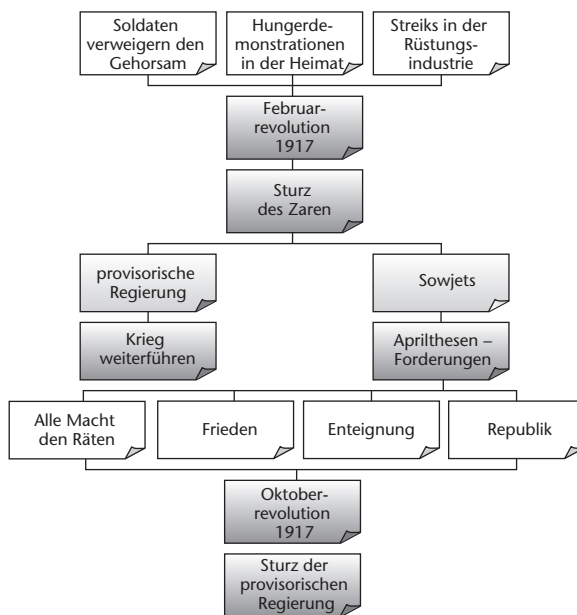 Soldaten
verweigern den
Gehorsam
Hungerde-
monstrationen
in der Heimat
Streiks in der
Rüstungs-
industrie
Februar-
revolution
1917
Sturz
des Zaren
provisorische
Regierung
Sowjets
Krieg
weiterführen
Aprilthesen –
Forderungen
Alle Macht
den Räten
Frieden
Enteignung
Republik
Oktober-
revolution
1917
Sturz der
provisorischen
Regierung